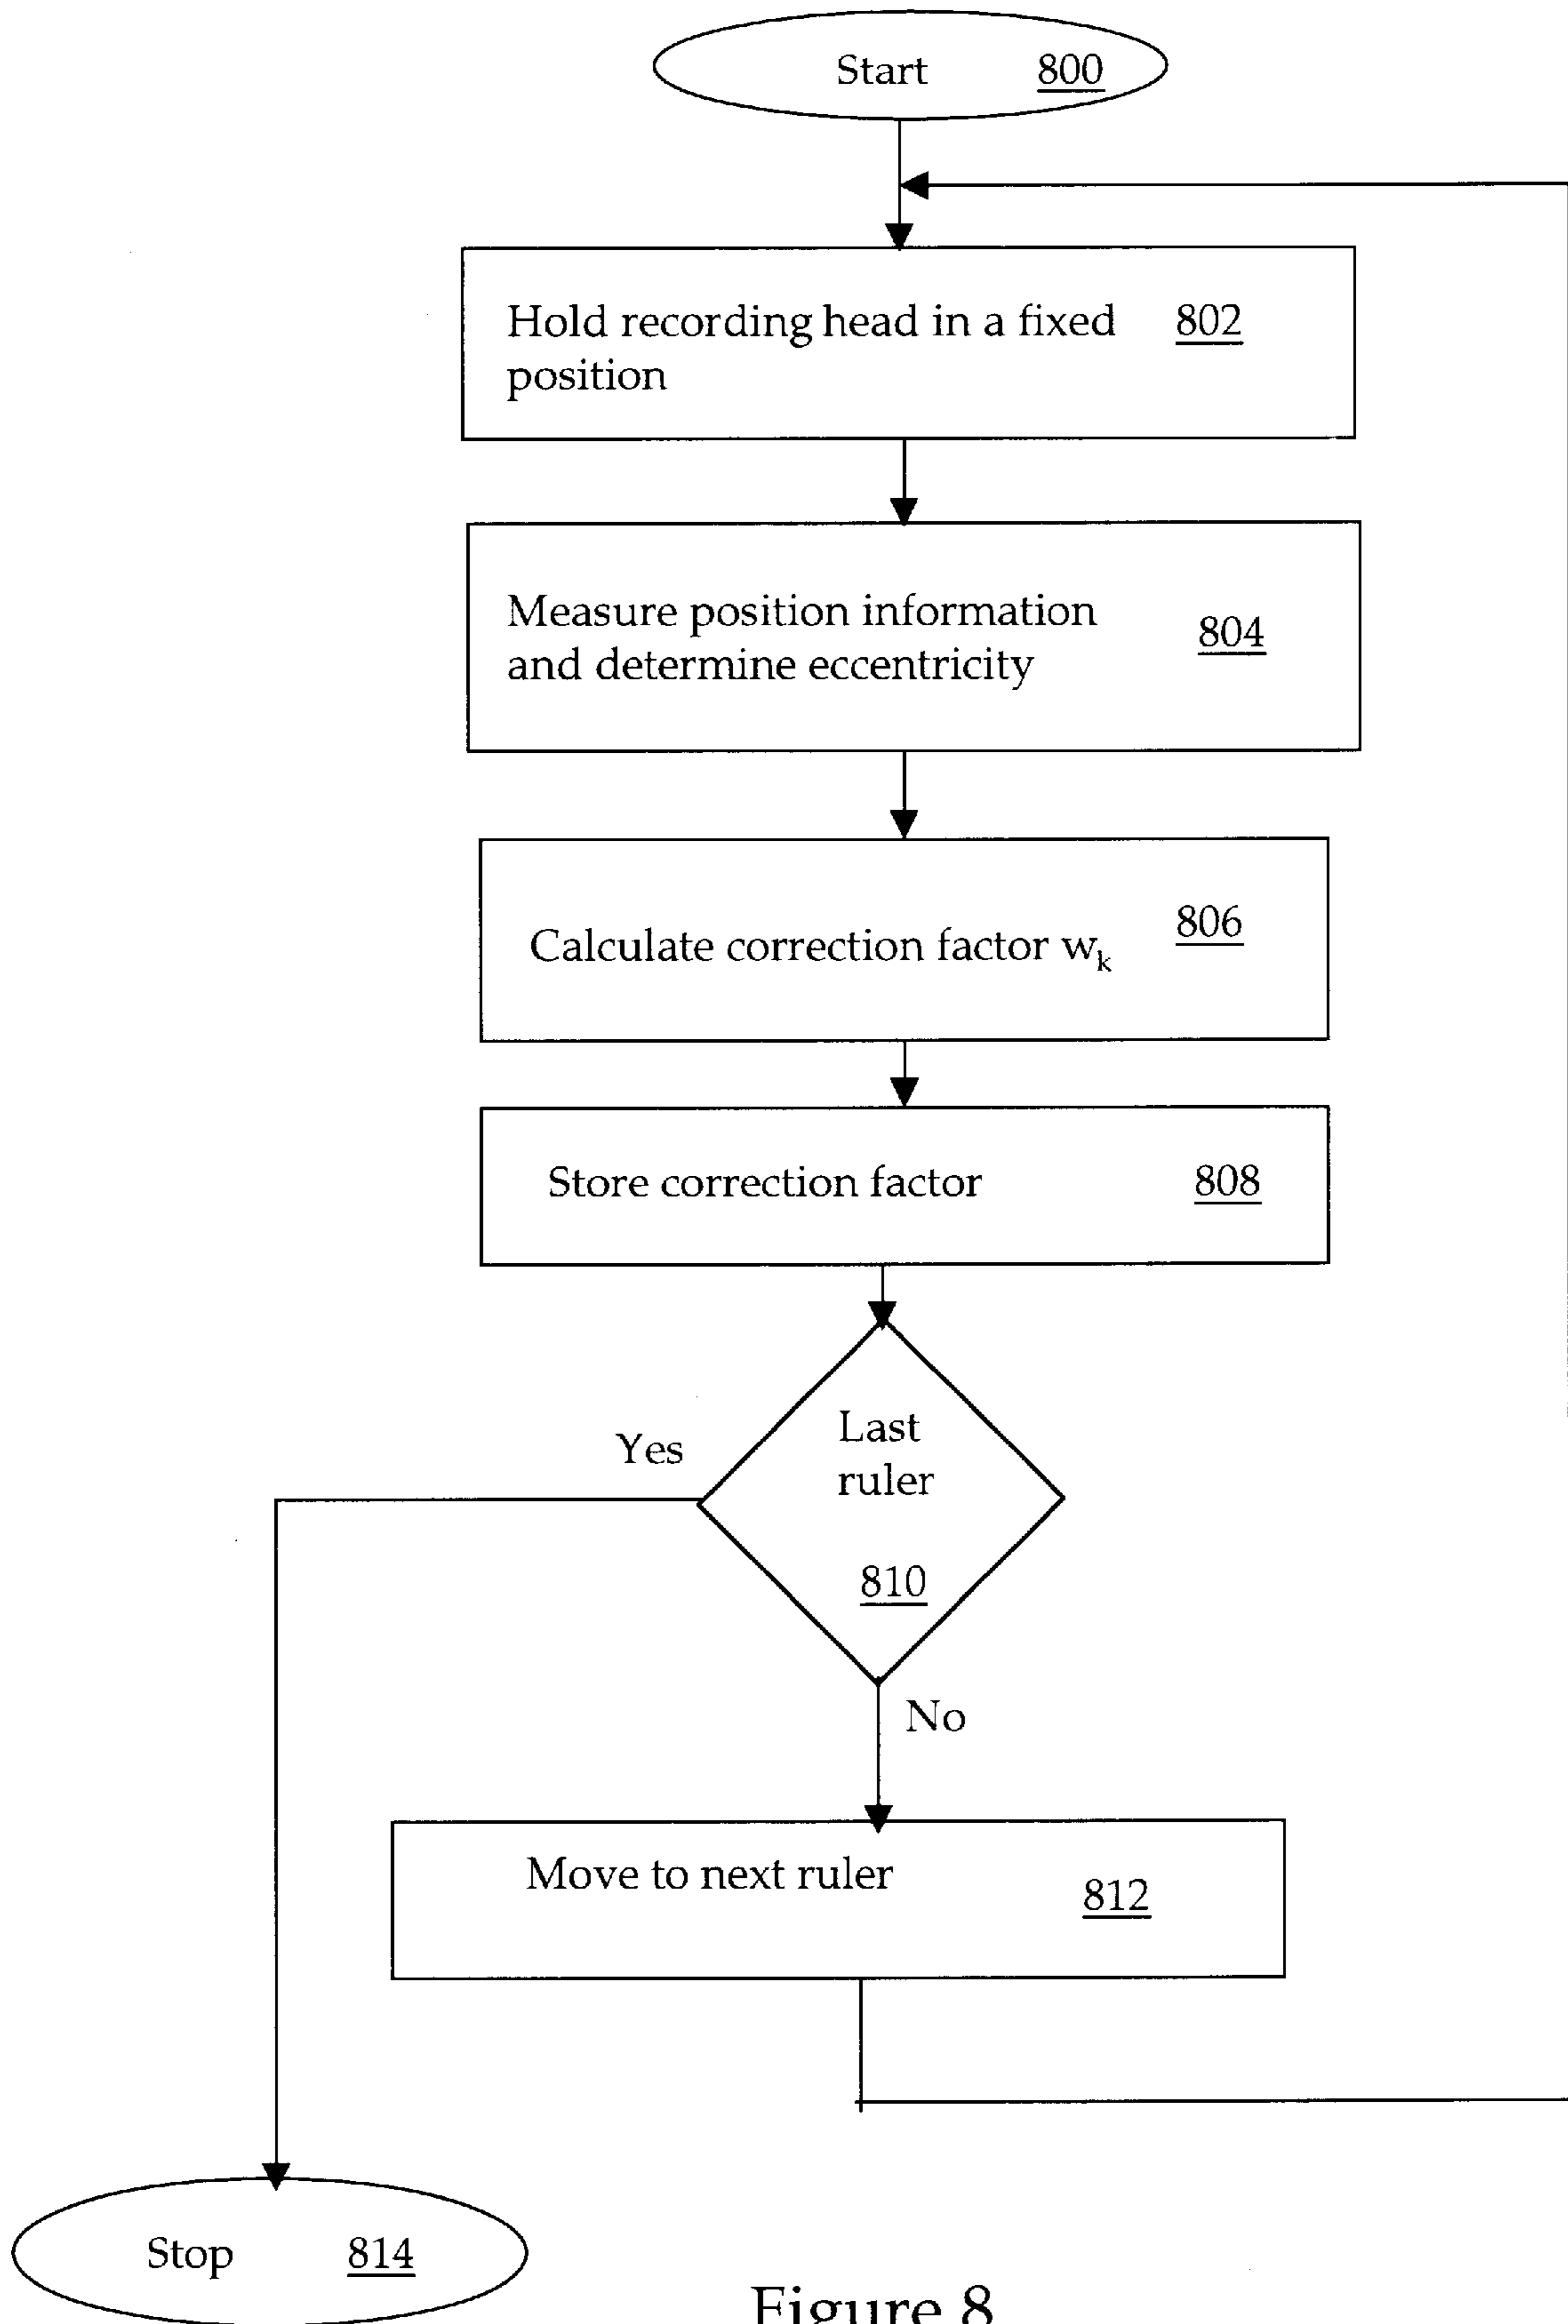 Start 800
Hold recording head in a fixed 802
position
Measure position information
and determine eccentricity 804
Calculate correction factor wk 806
Store correction factor 808
Last
ruler
810
Yes
No
Move to next ruler 812
Stop 814
Figure 8